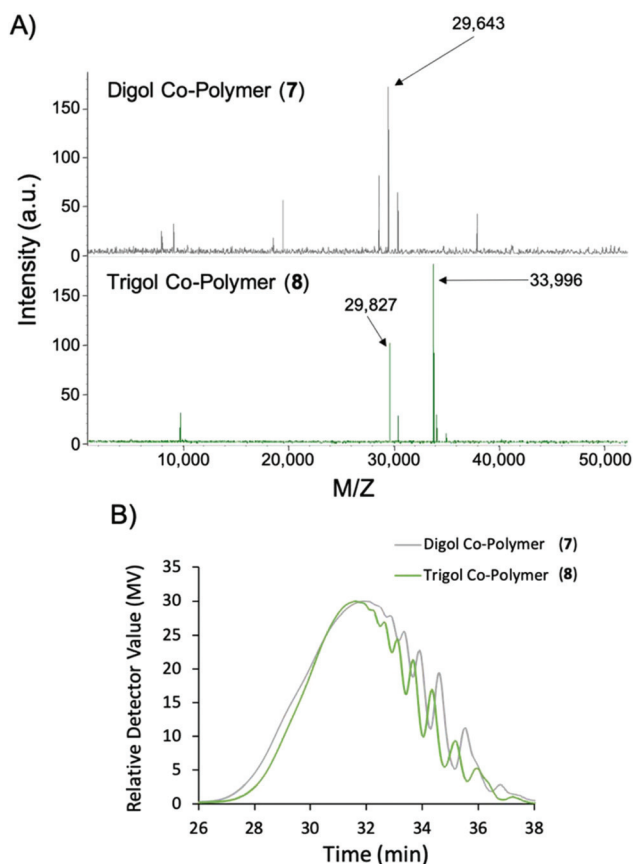 A)
29,643
Digol Co-Polymer (7)
150
100
50
0
Trigol Co-Polymer (8)
33,996
29,827
150
100
50
0
Intensity (a.u.)
10,000 20,000 30,000 40,000 50,000
M/Z
B)
Digol Co-Polymer (7)
Trigol Co-Polymer (8)
35
30
25
20
15
10
5
0
Relative Detector Value (MV)
26 28 30 32 34 36 38
Time (min)